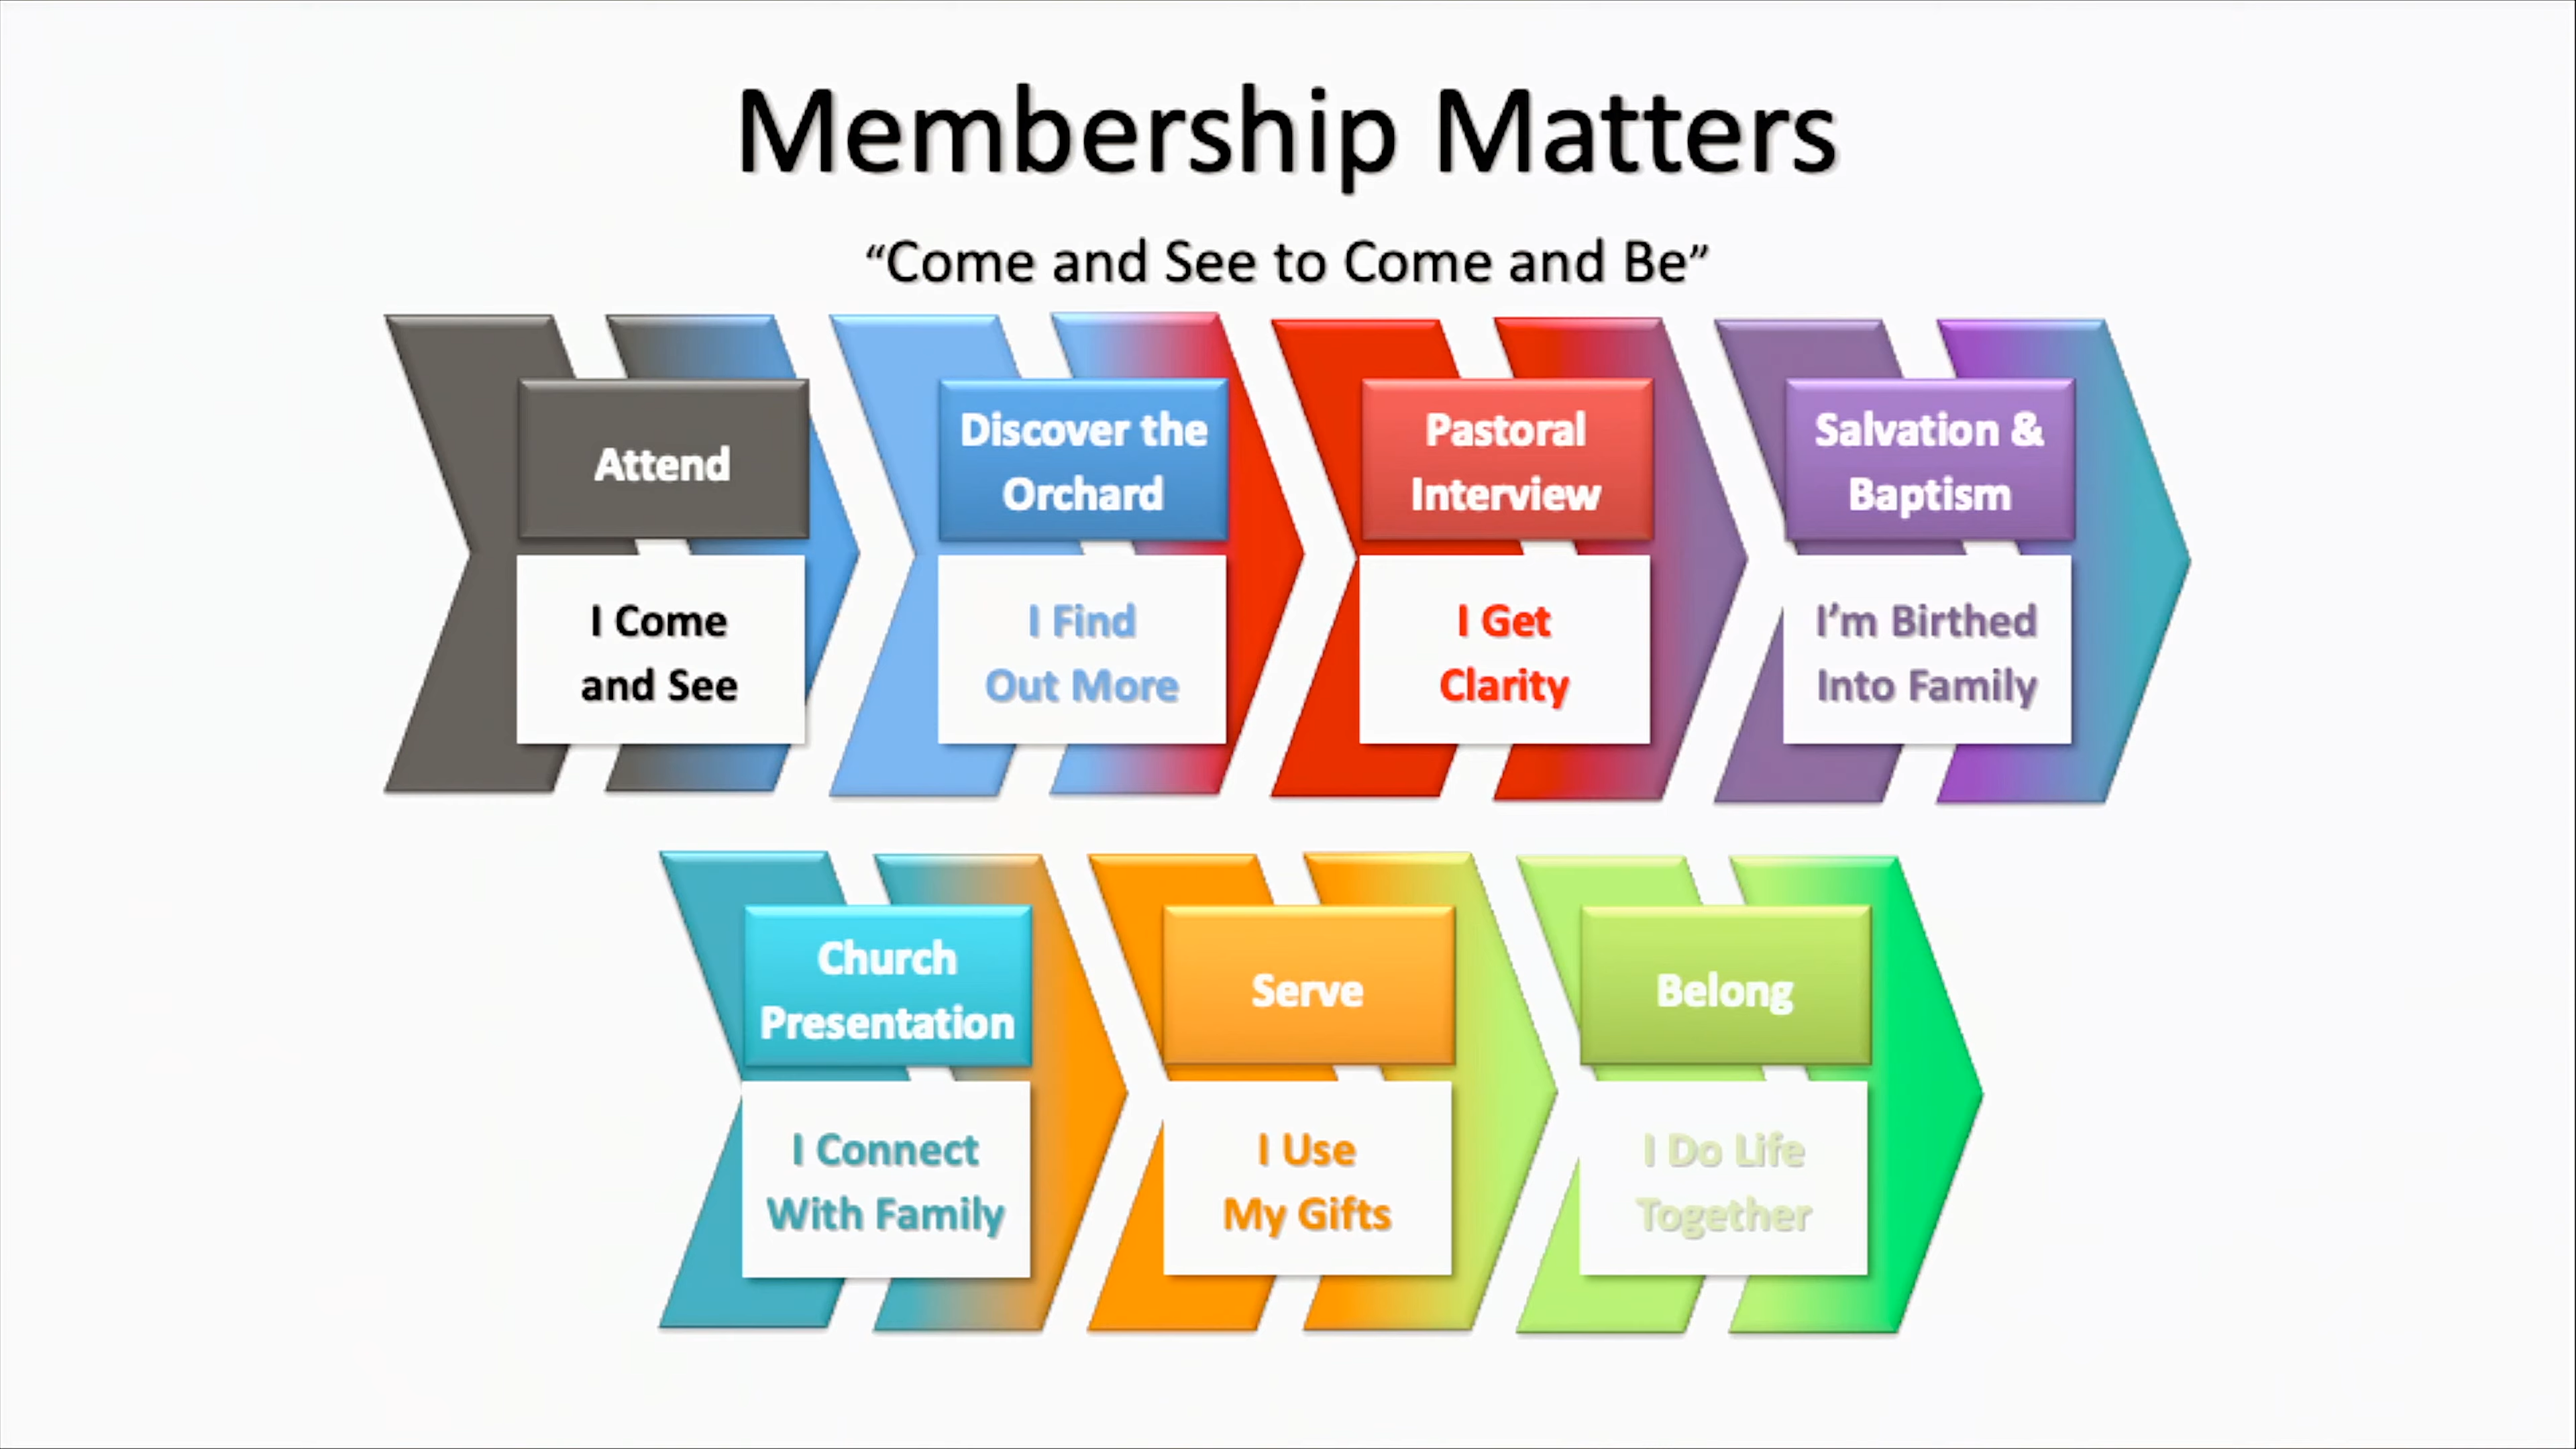 Membership Matters
“Come and See to Come and Be”
Attend
I Come
and See
Discover the
Orchard
I Find
Out More
Pastoral
Interview
I Get
Clarity
Salvation &
Baptism
I’m Birthed
Into Family
Church
Presentation
I Connect
With Family
Serve
I Use
My Gifts
Belong
I Do Life
Together